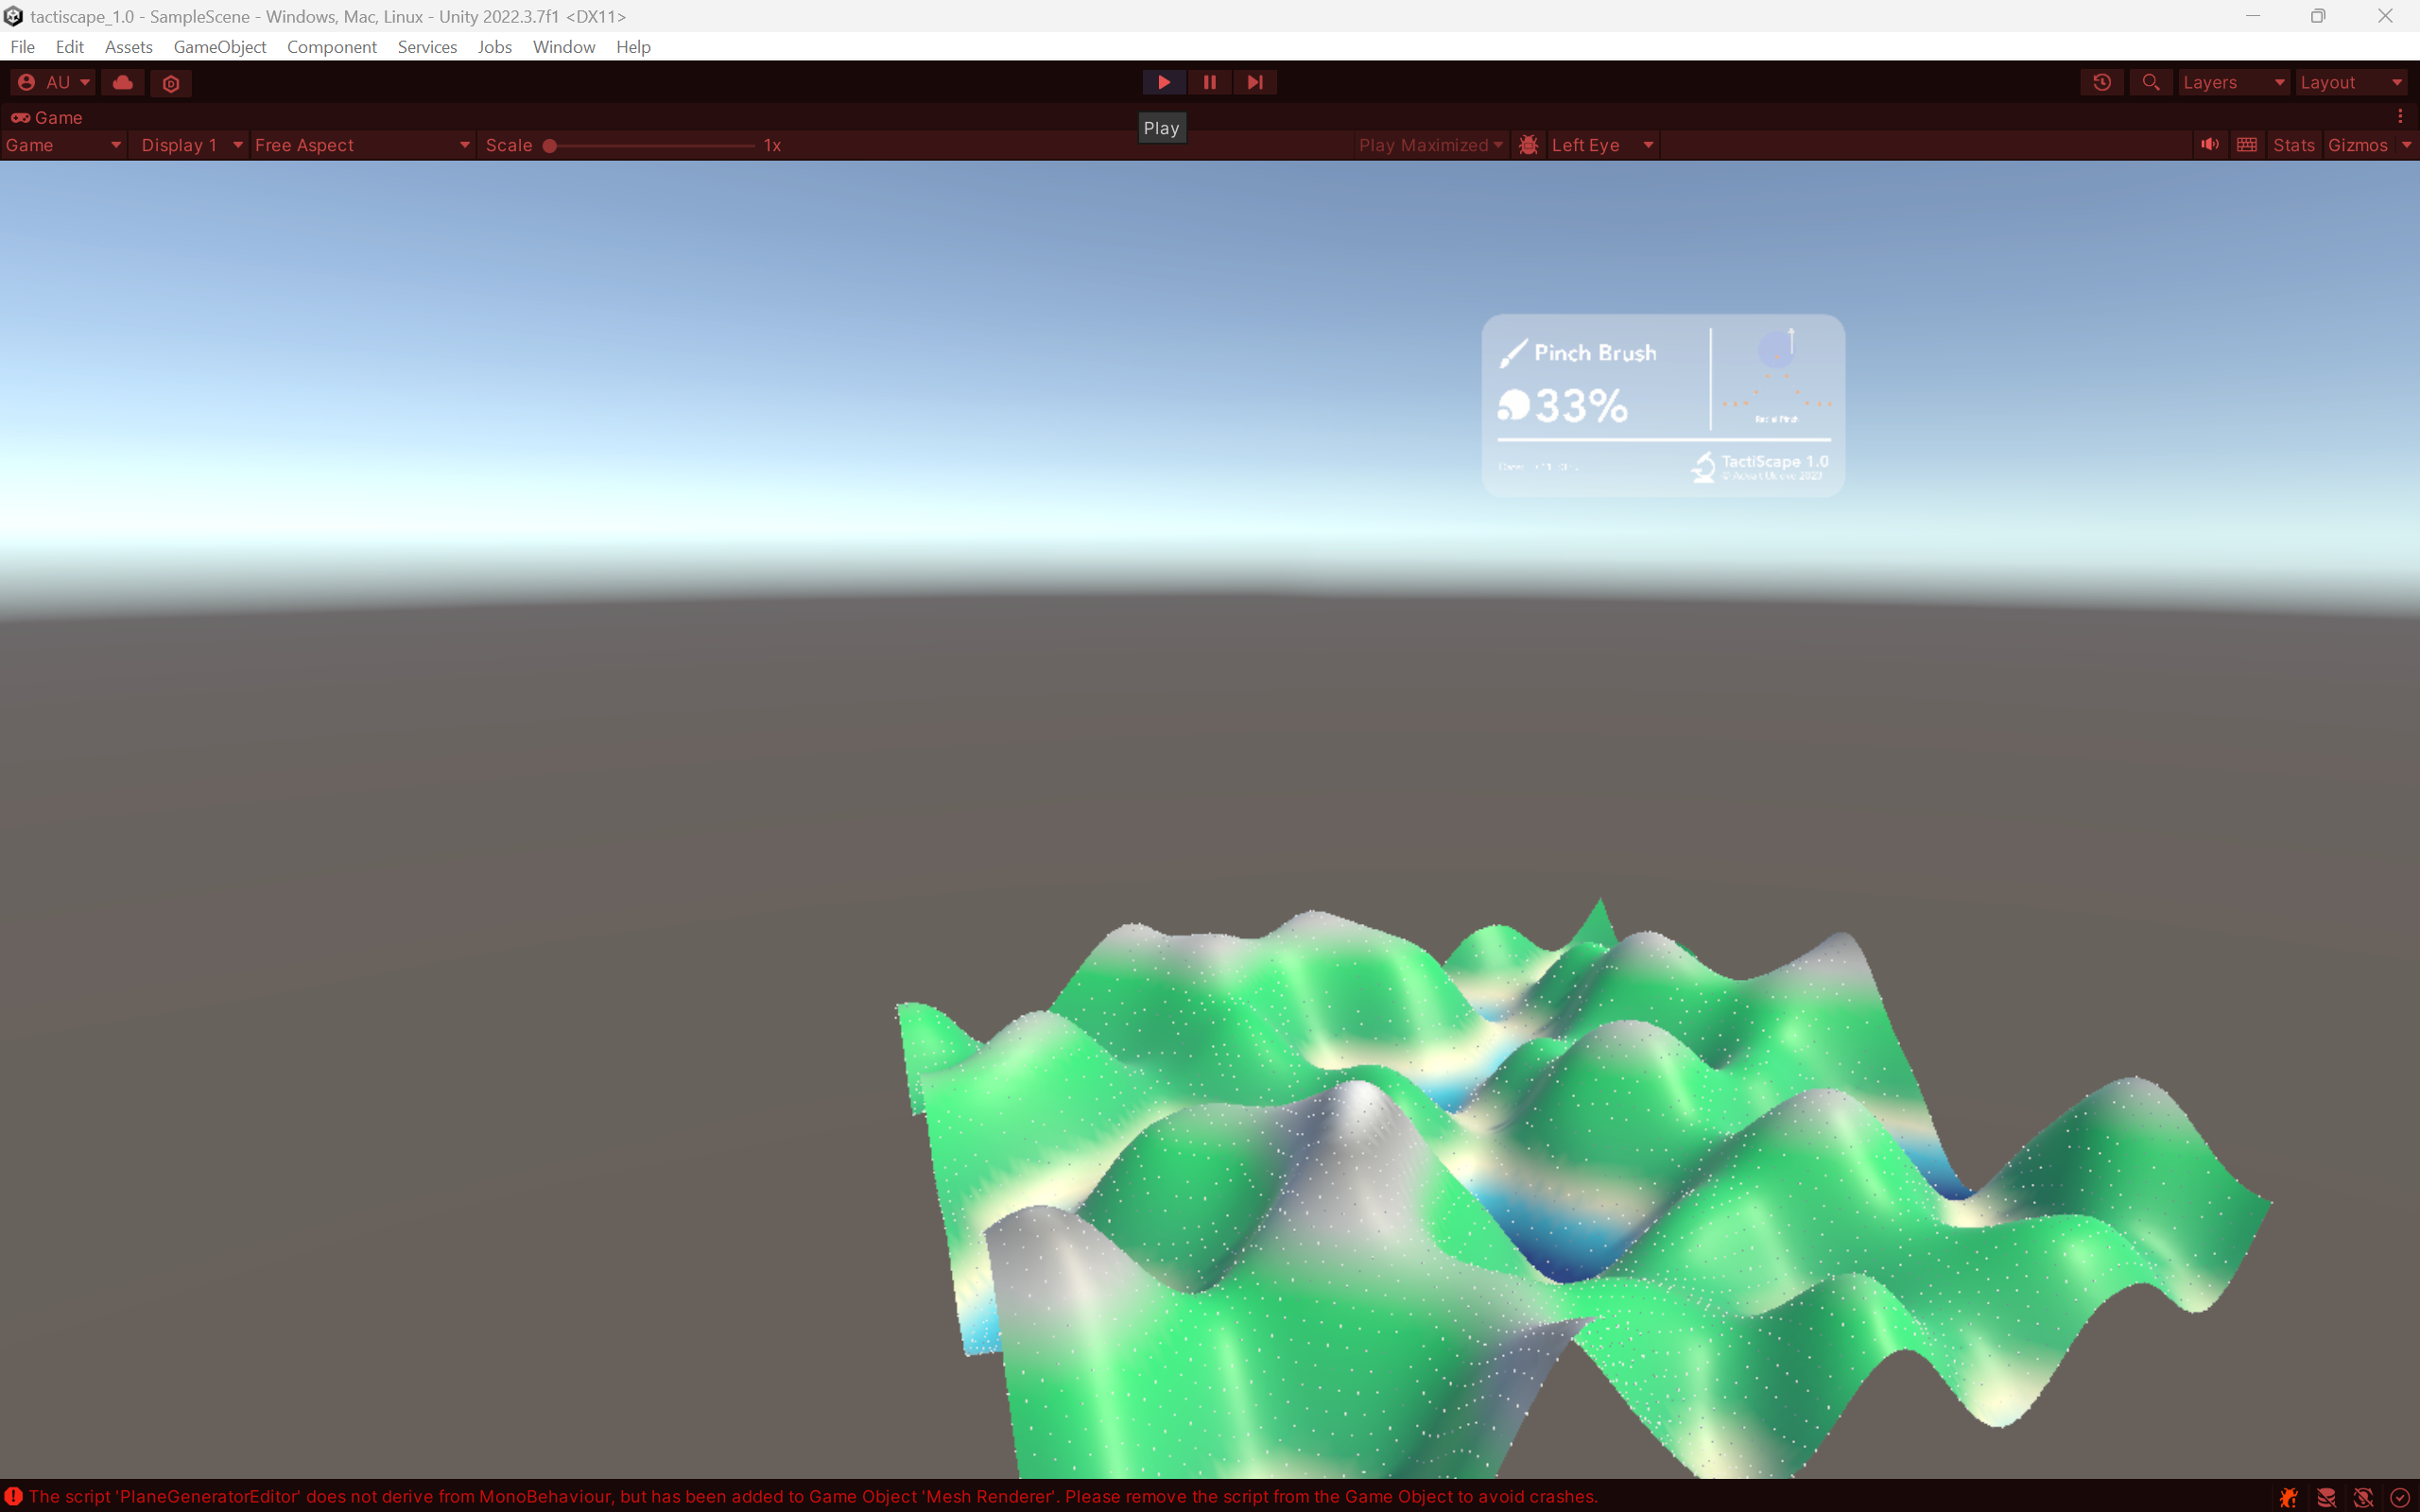 tactiscape_1.0 - SampleScene - Windows, Mac, Linux - Unity 2022.3.7f1 <DX11>
File Edit Assets GameObject Component Services Jobs Window Help
AU Layers Layout
Game
Play
Game Display 1 Free Aspect Scale 1x Play Maximized Left Eye Stats Gizmos
Pinch Brush
33%
TactiScape 1.0
2023
The script 'PlaneGeneratorEditor' does not derive from MonoBehaviour, but has been added to Game Object 'Mesh Renderer'. Please remove the script from the Game Object to avoid crashes.